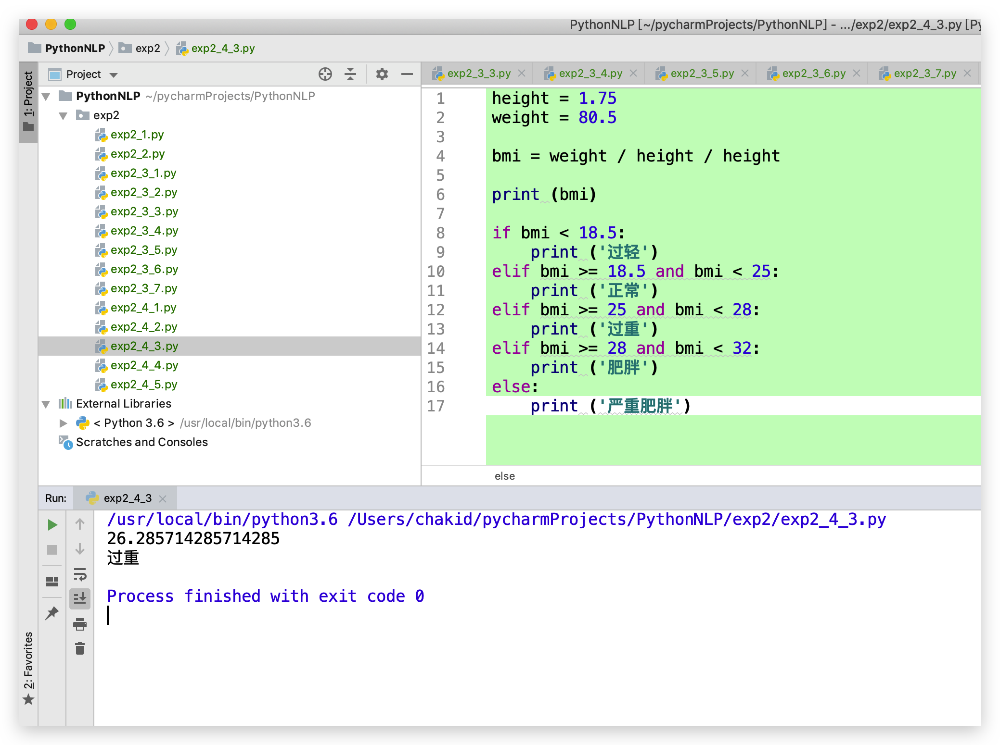 PythonNLP [~/pycharmProjects/PythonNLP] - .../exp2/exp2_4_3.py [Py
PythonNLP exp2 exp2_4_3.py
1: Project
Project
PythonNLP ~/pycharmProjects/PythonNLP
exp2
exp2_1.py
exp2_2.py
exp2_3_1.py
exp2_3_2.py
exp2_3_3.py
exp2_3_4.py
exp2_3_5.py
exp2_3_6.py
exp2_3_7.py
exp2_4_1.py
exp2_4_2.py
exp2_4_3.py
exp2_4_4.py
exp2_4_5.py
External Libraries
< Python 3.6 > /usr/local/bin/python3.6
Scratches and Consoles
exp2_3_3.py exp2_3_4.py exp2_3_5.py exp2_3_6.py exp2_3_7.py
1 height = 1.75
2 weight = 80.5
3
4 bmi = weight / height / height
5
6 print (bmi)
7
8 if bmi < 18.5:
9 print ('过轻')
10 elif bmi >= 18.5 and bmi < 25:
11 print ('正常')
12 elif bmi >= 25 and bmi < 28:
13 print ('过重')
14 elif bmi >= 28 and bmi < 32:
15 print ('肥胖')
16 else:
17 print ('严重肥胖')
else
Run: exp2_4_3
/usr/local/bin/python3.6 /Users/chakid/pycharmProjects/PythonNLP/exp2/exp2_4_3.py
26.285714285714285
过重
Process finished with exit code 0
2: Favorites